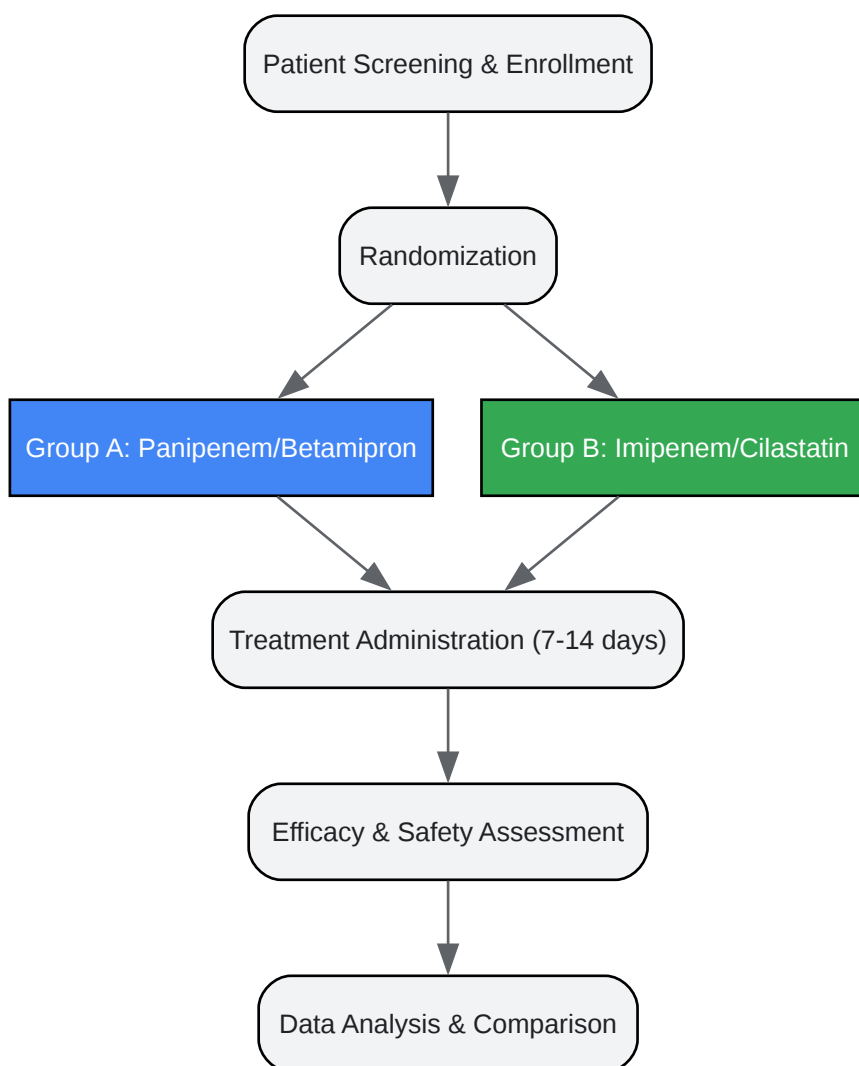 Patient Screening & Enrollment
Randomization
Group A: Panipenem/Betamipron
Group B: Imipenem/Cilastatin
Treatment Administration (7-14 days)
Efficacy & Safety Assessment
Data Analysis & Comparison